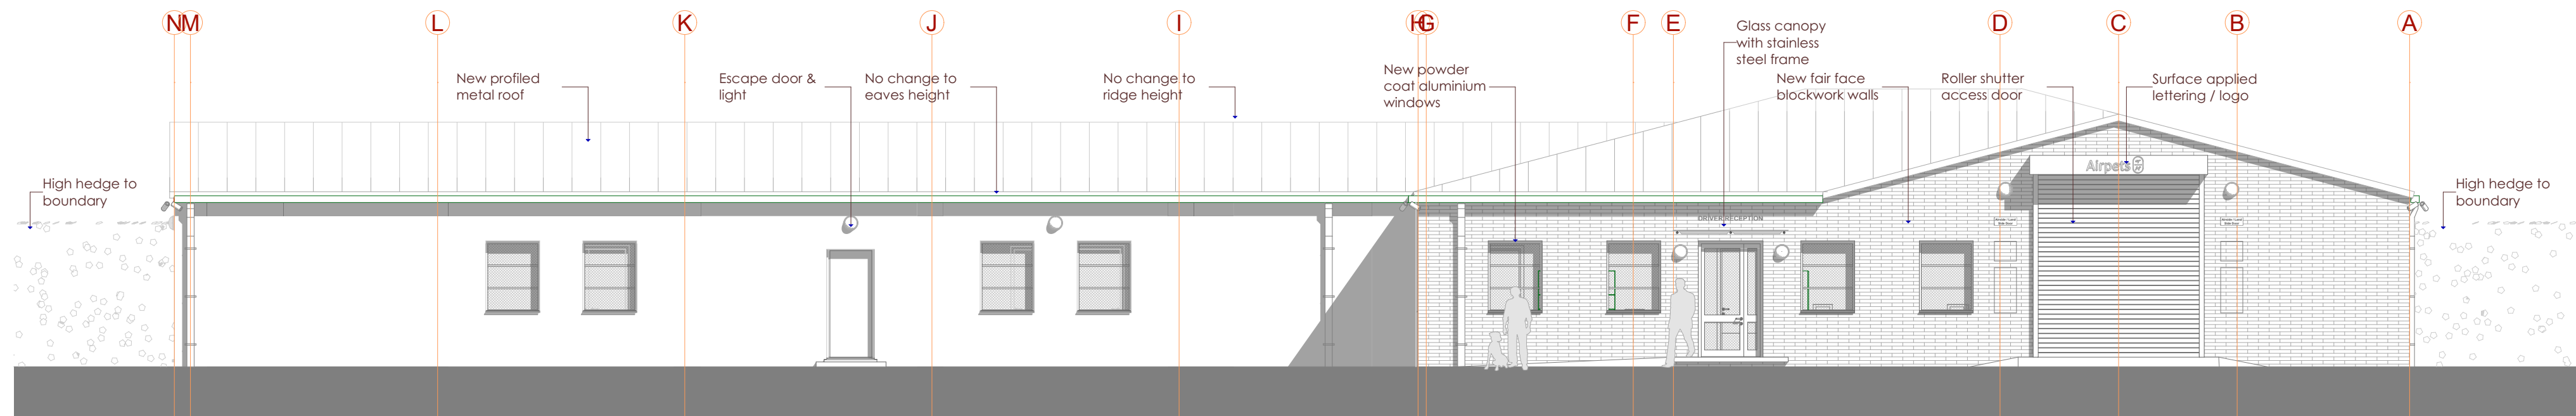 N
M
L
K
J
I
H
G
F
E
D
C
B
A
Glass canopy
with stainless
steel frame
New profiled
metal roof
Escape door &
light
No change to
eaves height
No change to
ridge height
New powder
coat aluminium
windows
New fair face
blockwork walls
Roller shutter
access door
Surface applied
lettering / logo
High hedge to
boundary
Airpets
High hedge to
boundary
DRIVER RECEPTION